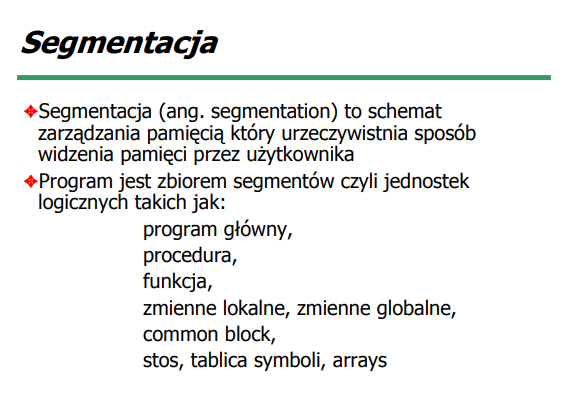 Segmentacja
Segmentacja (ang. segmentation) to schemat
zarządzania pamięcią który urzeczywistnia sposób
widzenia pamięci przez użytkownika
Program jest zbiorem segmentów czyli jednostek
logicznych takich jak:
program główny,
procedura,
funkcja,
zmienne lokalne, zmienne globalne,
common block,
stos, tablica symboli, arrays